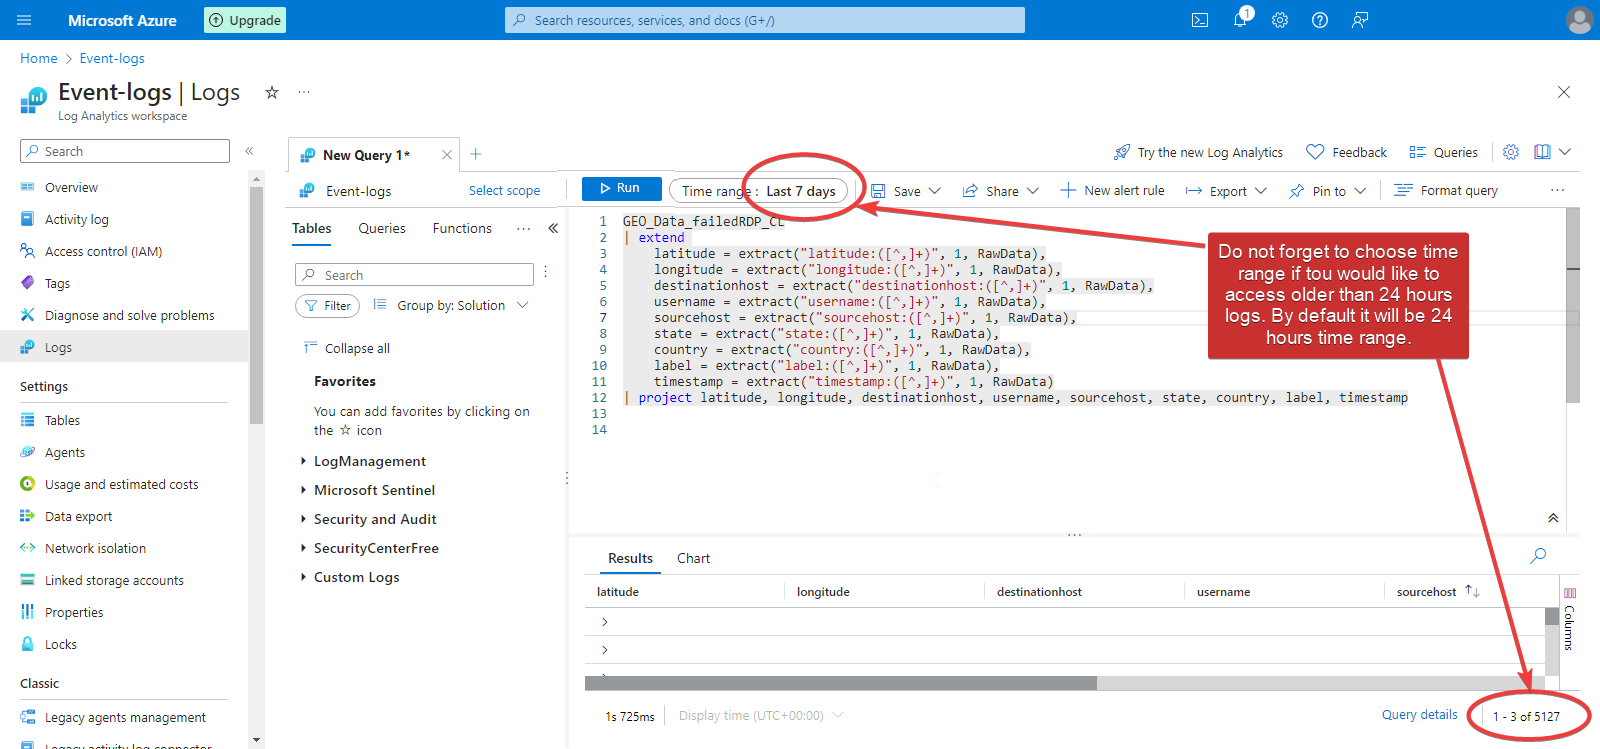 Microsoft Azure
Upgrade
Search resources, services, and docs (G+/)
1
Home > Event-logs
Event-logs | Logs
Log Analytics workspace
Search
Overview
Activity log
Access control (IAM)
Tags
Diagnose and solve problems
Logs
Settings
Tables
Agents
Usage and estimated costs
Data export
Network isolation
Linked storage accounts
Properties
Locks
Classic
Legacy agents management
Legacy activity log connector
New Query 1*
Try the new Log Analytics
Feedback
Queries
Event-logs
Select scope
Run
Time range : Last 7 days
Save
Share
New alert rule
Export
Pin to
Format query
Tables
Queries
Functions
Search
Filter
Group by: Solution
Collapse all
Favorites
You can add favorites by clicking on
the ☆ icon
LogManagement
Microsoft Sentinel
Security and Audit
SecurityCenterFree
Custom Logs
1 GEO_Data_failedRDP_CL
2 | extend
3 latitude = extract("latitude:([^,]+)", 1, RawData),
4 longitude = extract("longitude:([^,]+)", 1, RawData),
5 destinationhost = extract("destinationhost:([^,]+)", 1, RawData),
6 username = extract("username:([^,]+)", 1, RawData),
7 sourcehost = extract("sourcehost:([^,]+)", 1, RawData),
8 state = extract("state:([^,]+)", 1, RawData),
9 country = extract("country:([^,]+)", 1, RawData),
10 label = extract("label:([^,]+)", 1, RawData),
11 timestamp = extract("timestamp:([^,]+)", 1, RawData)
12 | project latitude, longitude, destinationhost, username, sourcehost, state, country, label, timestamp
13
14
Do not forget to choose time
range if tou would like to
access older than 24 hours
logs. By default it will be 24
hours time range.
Results
Chart
latitude
longitude
destinationhost
username
sourcehost
Columns
1s 725ms
Display time (UTC+00:00)
Query details
1 - 3 of 5127